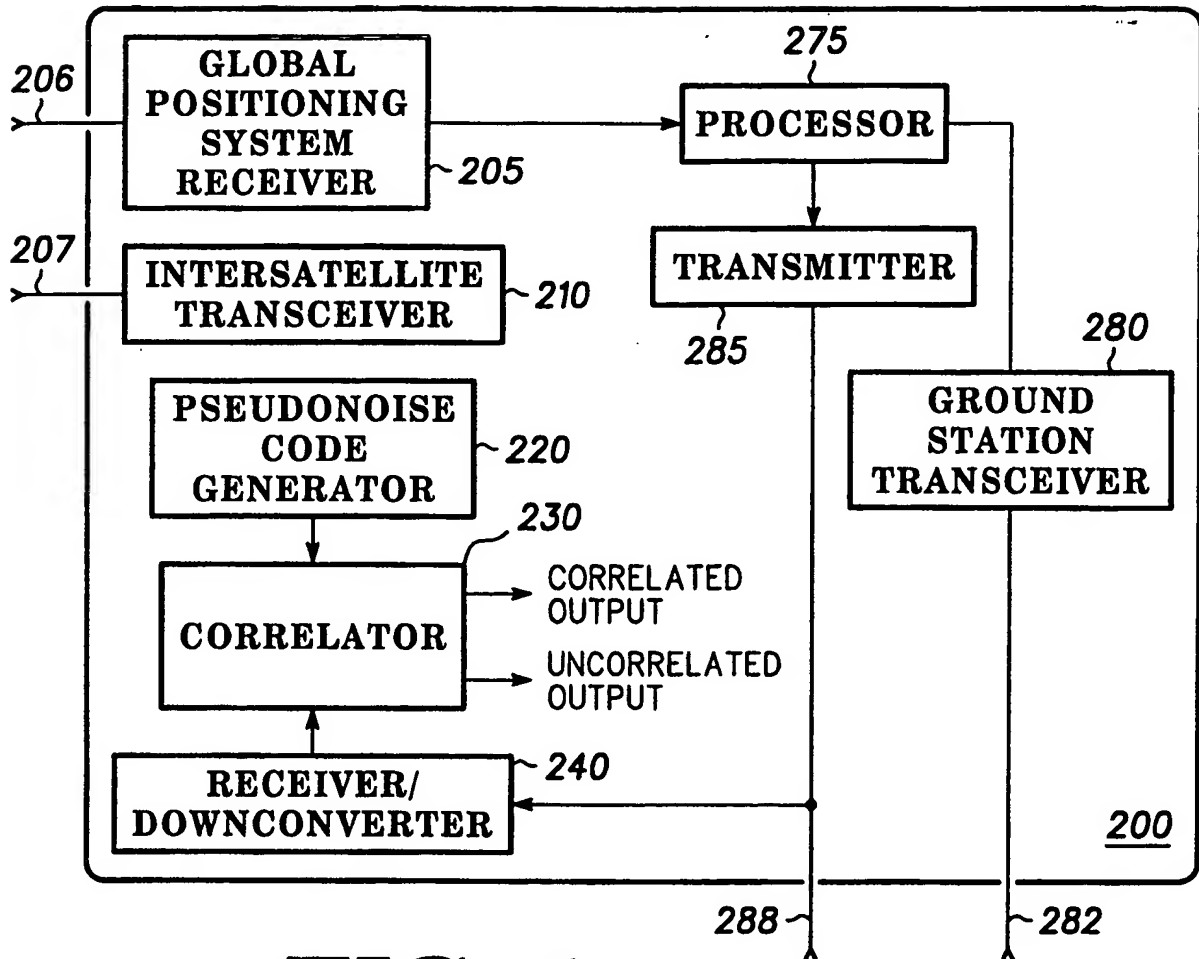 206
GLOBAL
POSITIONING
SYSTEM
RECEIVER
205
275
PROCESSOR
207
INTERSATELLITE
TRANSCEIVER
210
TRANSMITTER
285
280
GROUND
STATION
TRANSCEIVER
PSEUDONOISE
CODE
GENERATOR
220
230
CORRELATOR
CORRELATED
OUTPUT
UNCORRELATED
OUTPUT
RECEIVER/
DOWNCONVERTER
240
200
288
282